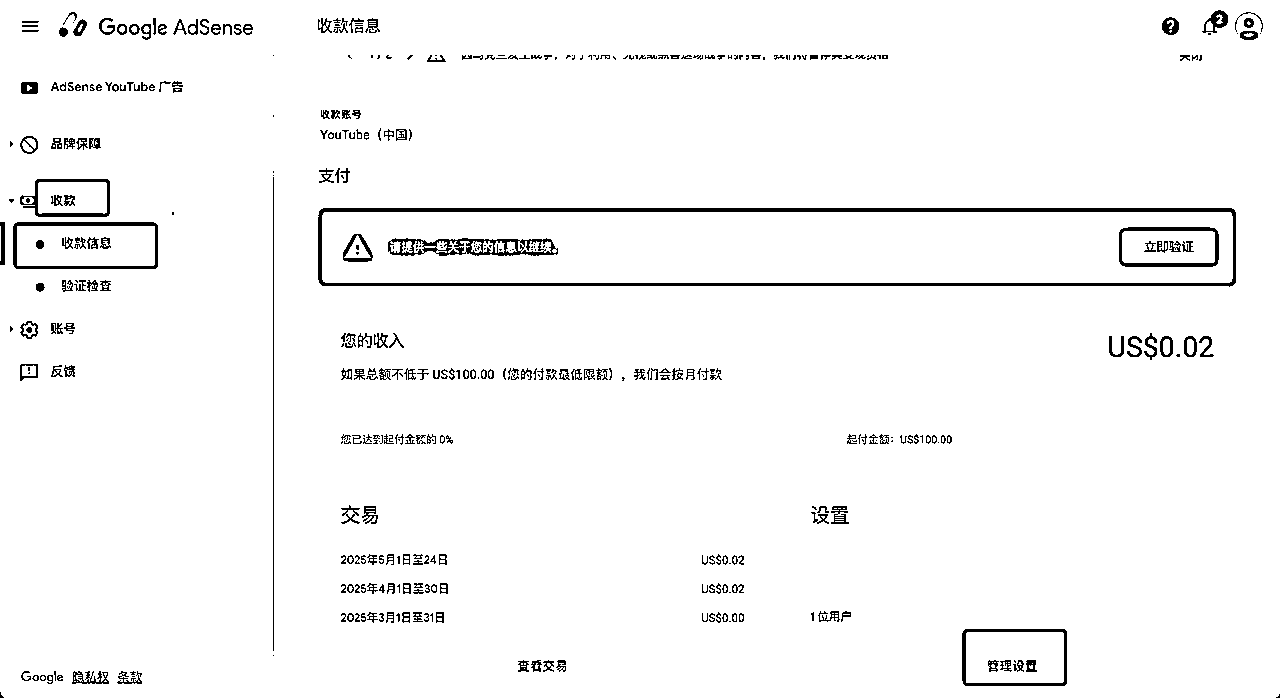 Google AdSense
收款信息
2
AdSense YouTube 广告
品牌保障
收款
收款信息
验证检查
账号
反馈
Google 隐私权 条款
关闭
收款账号
YouTube（中国）
支付
请提供一些关于您的信息以继续。
立即验证
您的收入
US$0.02
如果总额不低于 US$100.00（您的付款最低限额），我们会按月付款
您已达到起付金额的 0%
起付金额：US$100.00
交易
设置
2025年5月1日至24日 US$0.02
2025年4月1日至30日 US$0.02
2025年3月1日至31日 US$0.00
1 位用户
查看交易
管理设置